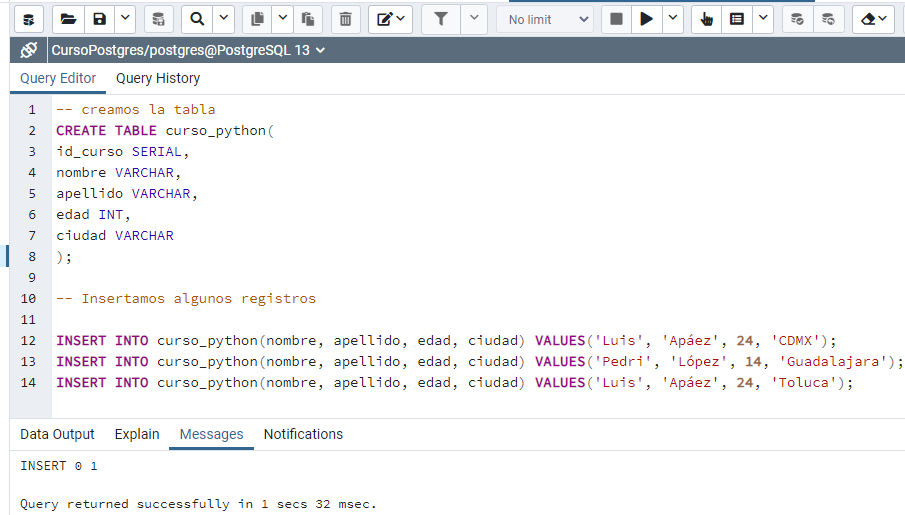 No limit
CursoPostgres/postgres@PostgreSQL 13
Query Editor Query History
1 -- creamos la tabla
2 CREATE TABLE curso_python(
3 id_curso SERIAL,
4 nombre VARCHAR,
5 apellido VARCHAR,
6 edad INT,
7 ciudad VARCHAR
8 );
9
10 -- Insertamos algunos registros
11
12 INSERT INTO curso_python(nombre, apellido, edad, ciudad) VALUES('Luis', 'Apáez', 24, 'CDMX');
13 INSERT INTO curso_python(nombre, apellido, edad, ciudad) VALUES('Pedri', 'López', 14, 'Guadalajara');
14 INSERT INTO curso_python(nombre, apellido, edad, ciudad) VALUES('Luis', 'Apáez', 24, 'Toluca');
Data Output Explain Messages Notifications
INSERT 0 1
Query returned successfully in 1 secs 32 msec.